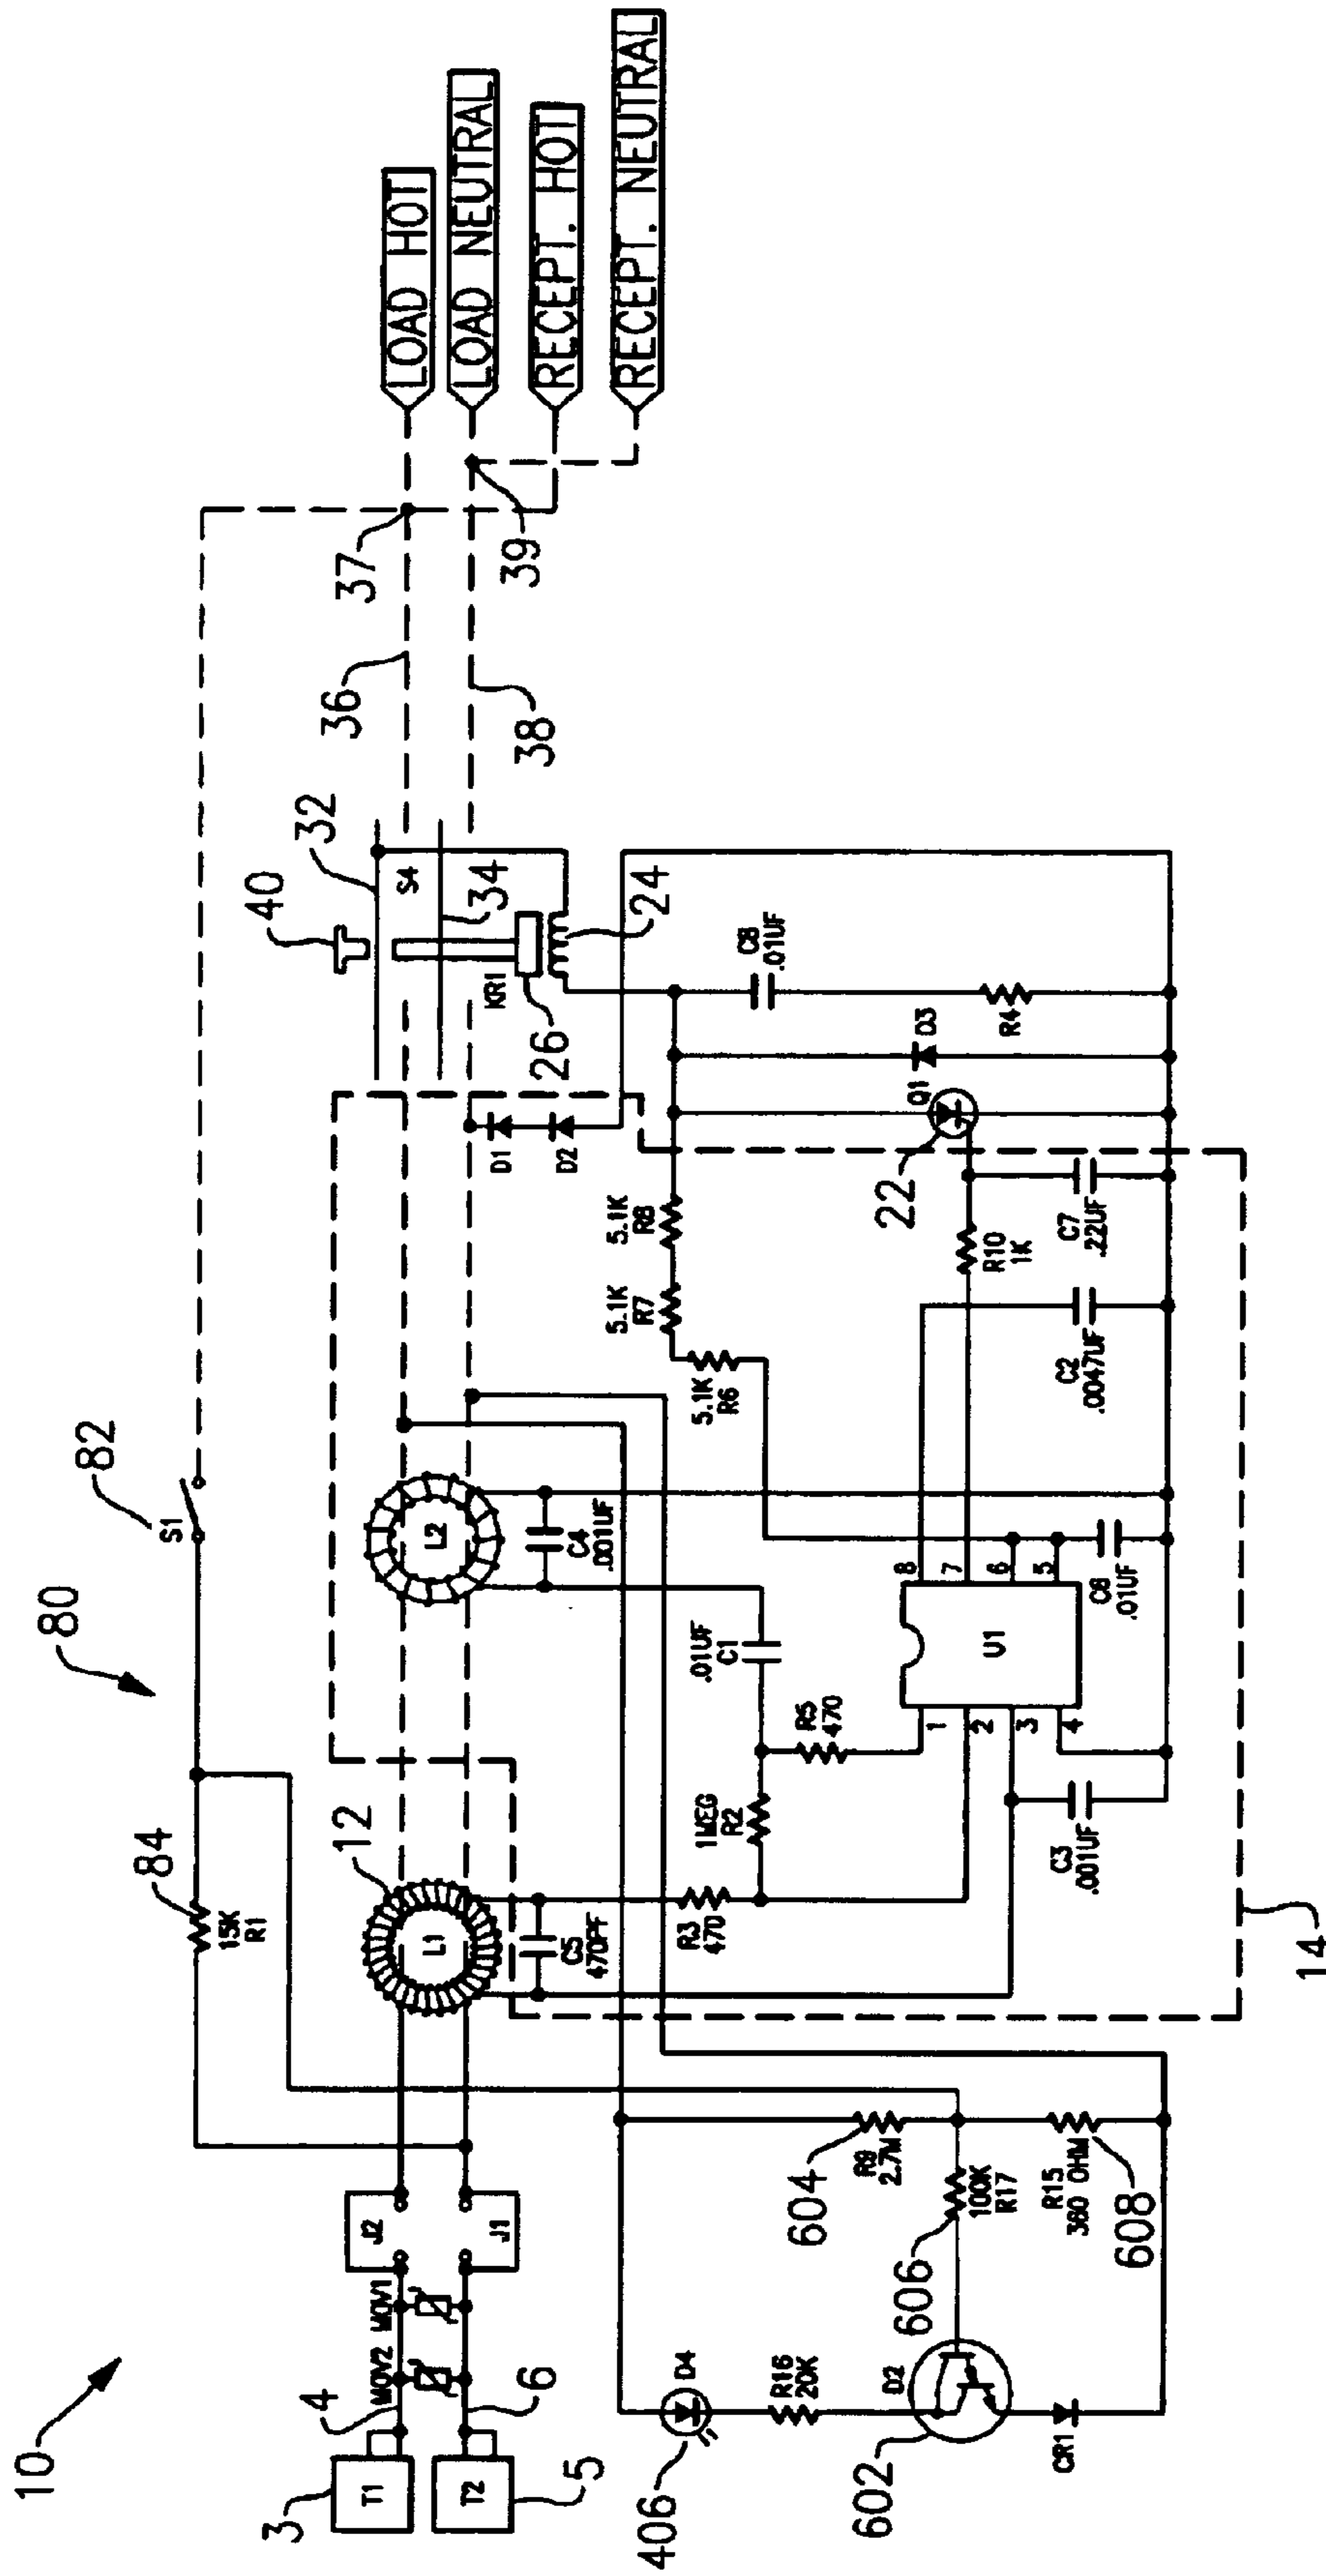 10
80
82
S1
84
15K
R1
LOAD HOT
LOAD NEUTRAL
RECEPT. HOT
RECEPT. NEUTRAL
37
39
36
38
40
32
S4
34
KR1
26
24
3
T1
4
MOV2
MOV1
J2
J1
T2
5
6
12
L1
L2
C5
470PF
C4
.001UF
D1
D2
R3
470
1MEG
R2
.01UF
C1
R5
470
5.1K
R6
5.1K
R7
5.1K
R8
C8
.01UF
R4
D3
Q1
22
R10
1K
C7
.22UF
C2
.0047UF
U1
1
2
3
4
8
7
6
5
C6
.01UF
C3
.001UF
14
406
D4
R16
20K
D2
602
CR1
604
R9
2.7M
606
100K
R17
R15
360 OHM
608